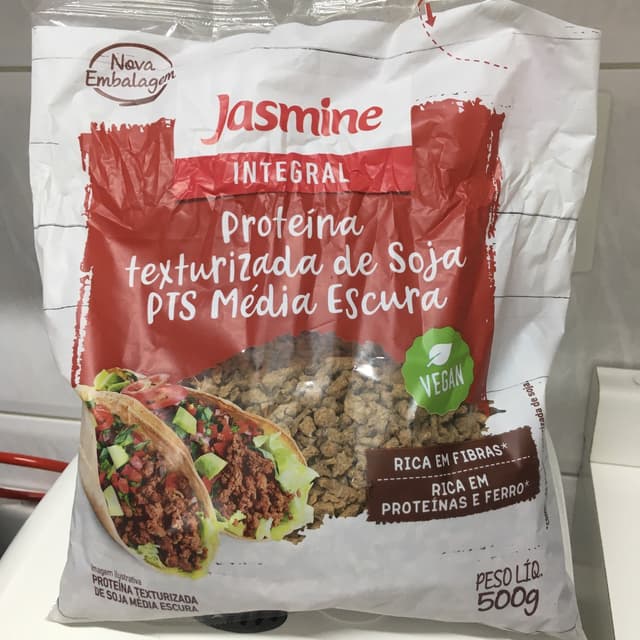 Nova
Embalagem
Jasmine
INTEGRAL
Proteína
texturizada de Soja
PTS Média Escura
VEGAN
RICA EM FIBRAS*
RICA EM
PROTEÍNAS E FERRO*
Imagem Ilustrativa
PROTEÍNA TEXTURIZADA
DE SOJA MÉDIA ESCURA
PESO LÍQ.
500g